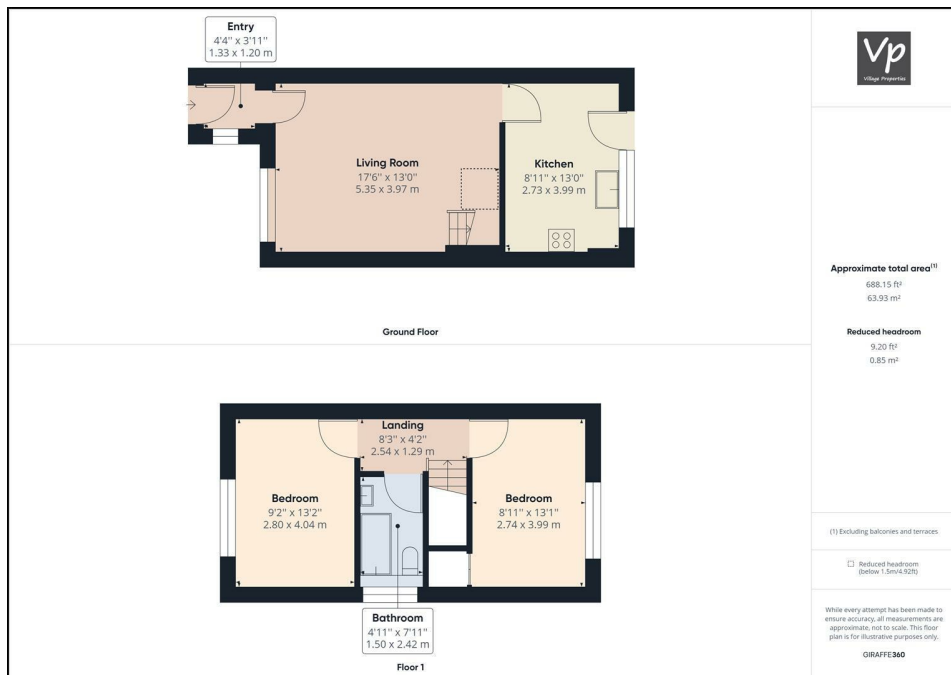 Entry
4'4" x 3'11"
1.33 x 1.20 m
Living Room
17'6" x 13'0"
5.35 x 3.97 m
Kitchen
8'11" x 13'0"
2.73 x 3.99 m
Ground Floor
Landing
8'3" x 4'2"
2.54 x 1.29 m
Bedroom
9'2" x 13'2"
2.80 x 4.04 m
Bedroom
8'11" x 13'1"
2.74 x 3.99 m
Bathroom
4'11" x 7'11"
1.50 x 2.42 m
Floor 1
Vp
Village Properties
Approximate total area(1)
688.15 ft²
63.93 m²
Reduced headroom
9.20 ft²
0.85 m²
(1) Excluding balconies and terraces
Reduced headroom
(below 1.5m/4.92ft)
While every attempt has been made to
ensure accuracy, all measurements are
approximate, not to scale. This floor
plan is for illustrative purposes only.
GIRAFFE360